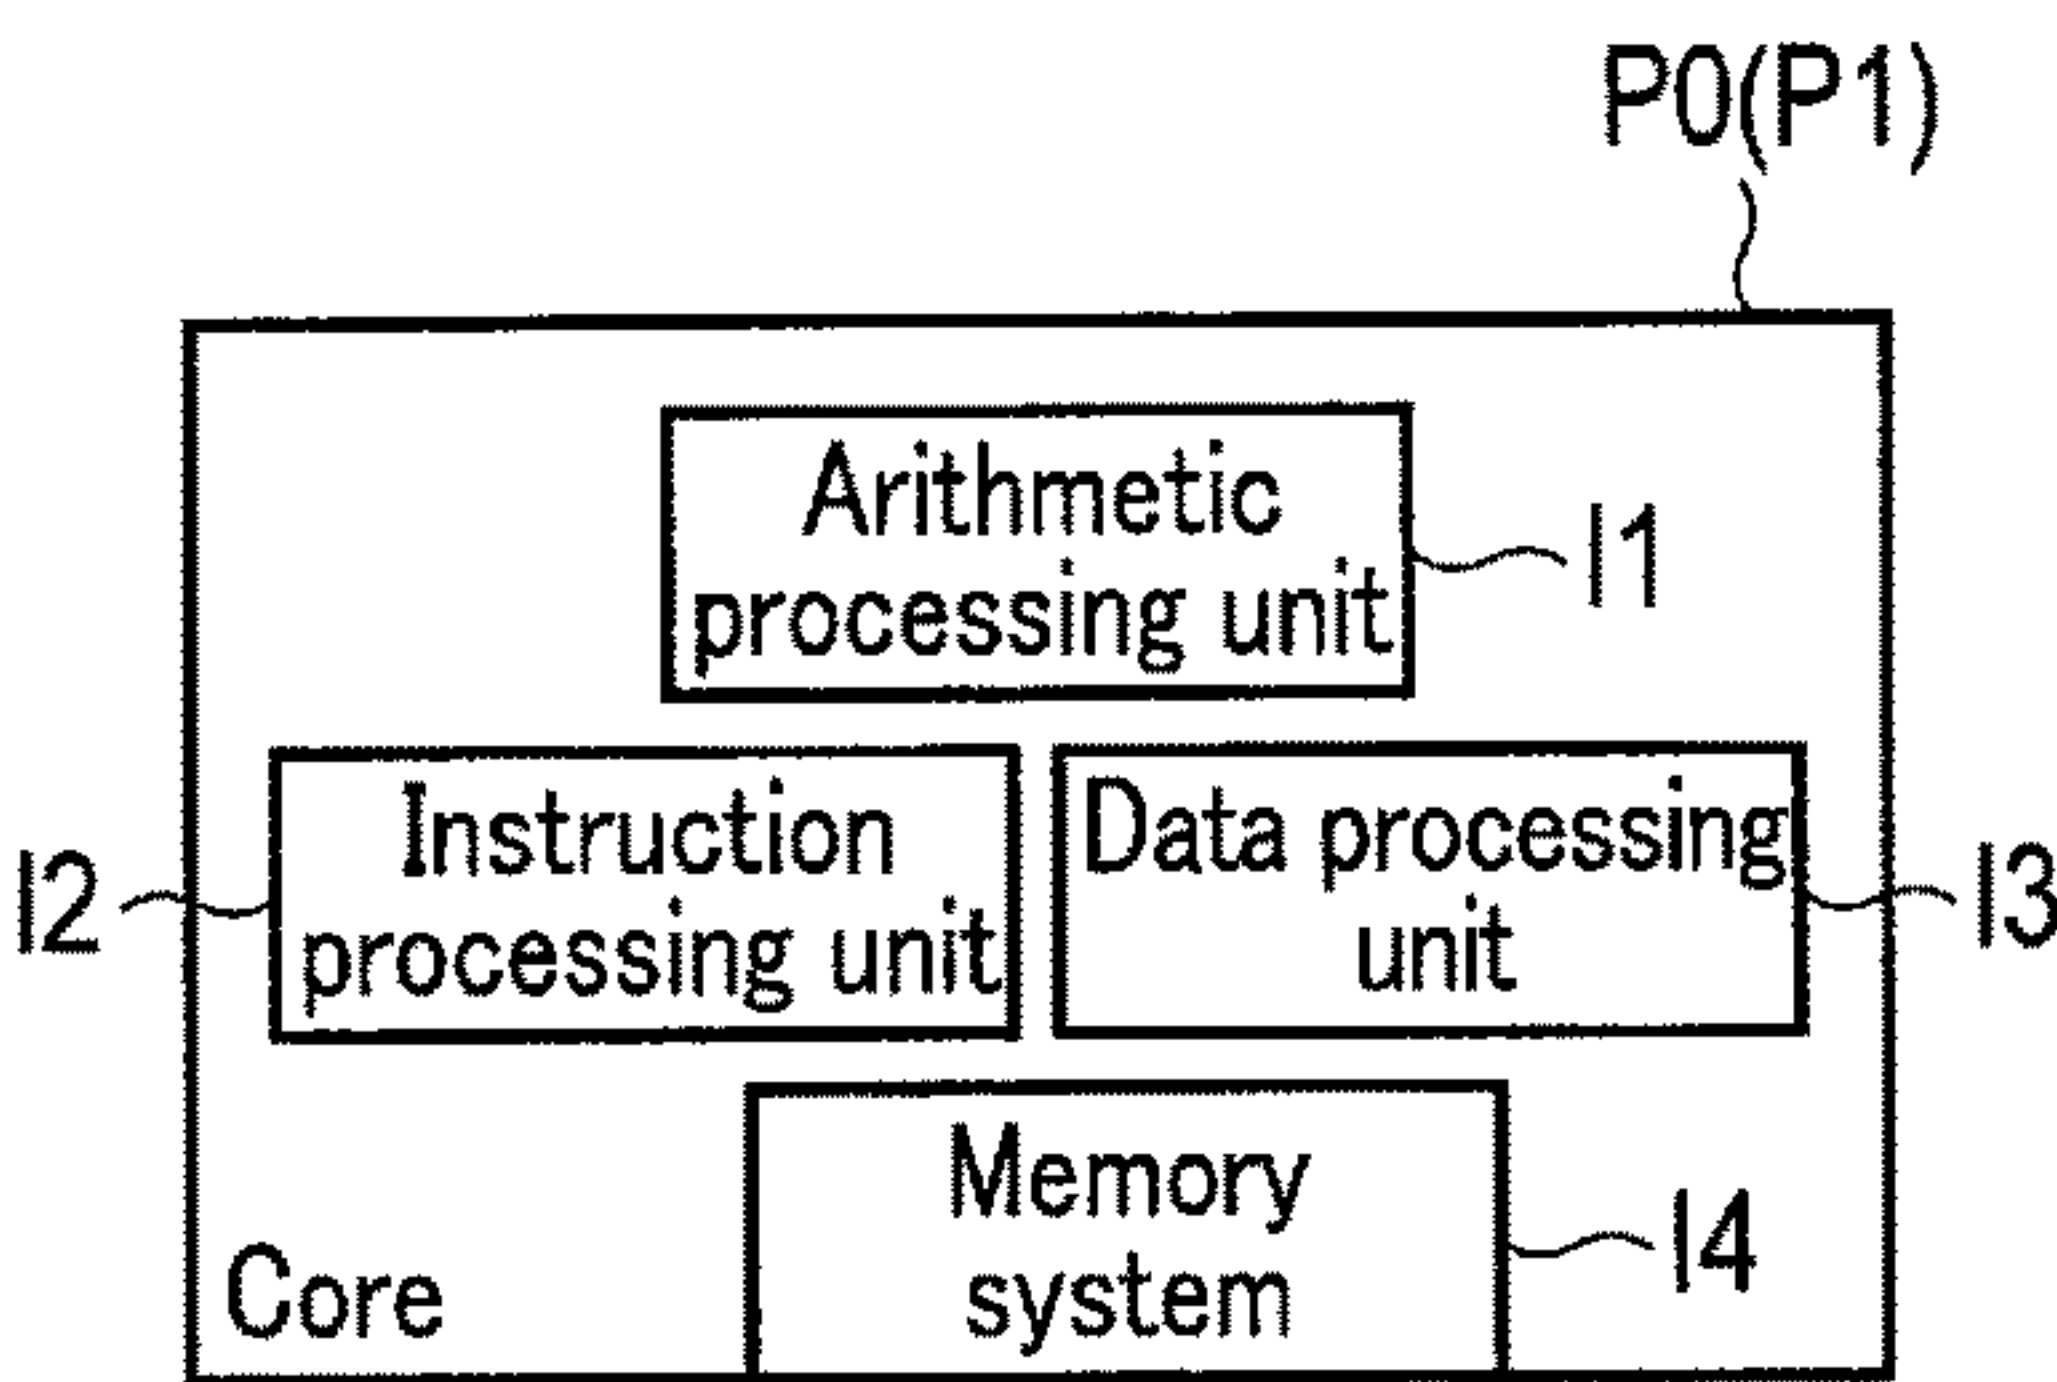 P0(P1)
Arithmetic
processing unit
I1
Instruction
processing unit
I2
Data processing
unit
I3
Memory
system
I4
Core